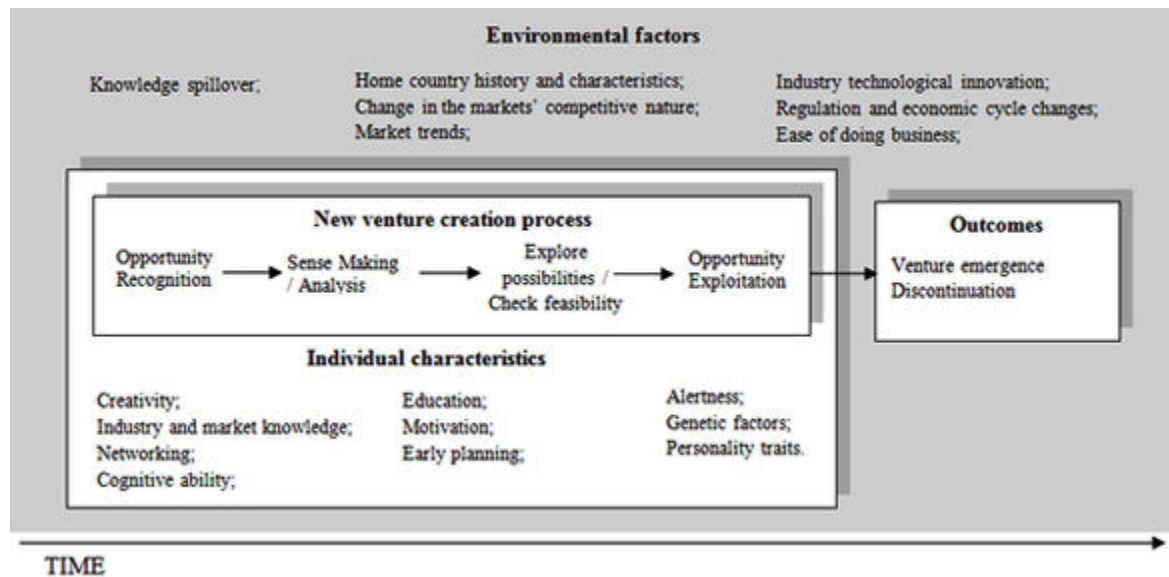 Environmental factors
Knowledge spillover;
Home country history and characteristics;
Change in the markets' competitive nature;
Market trends;
Industry technological innovation;
Regulation and economic cycle changes;
Ease of doing business;
New venture creation process
Opportunity
Recognition
Sense Making
/ Analysis
Explore
possibilities /
Check feasibility
Opportunity
Exploitation
Outcomes
Venture emergence
Discontinuation
Individual characteristics
Creativity;
Industry and market knowledge;
Networking;
Cognitive ability;
Education;
Motivation;
Early planning;
Alertness;
Genetic factors;
Personality traits.
TIME